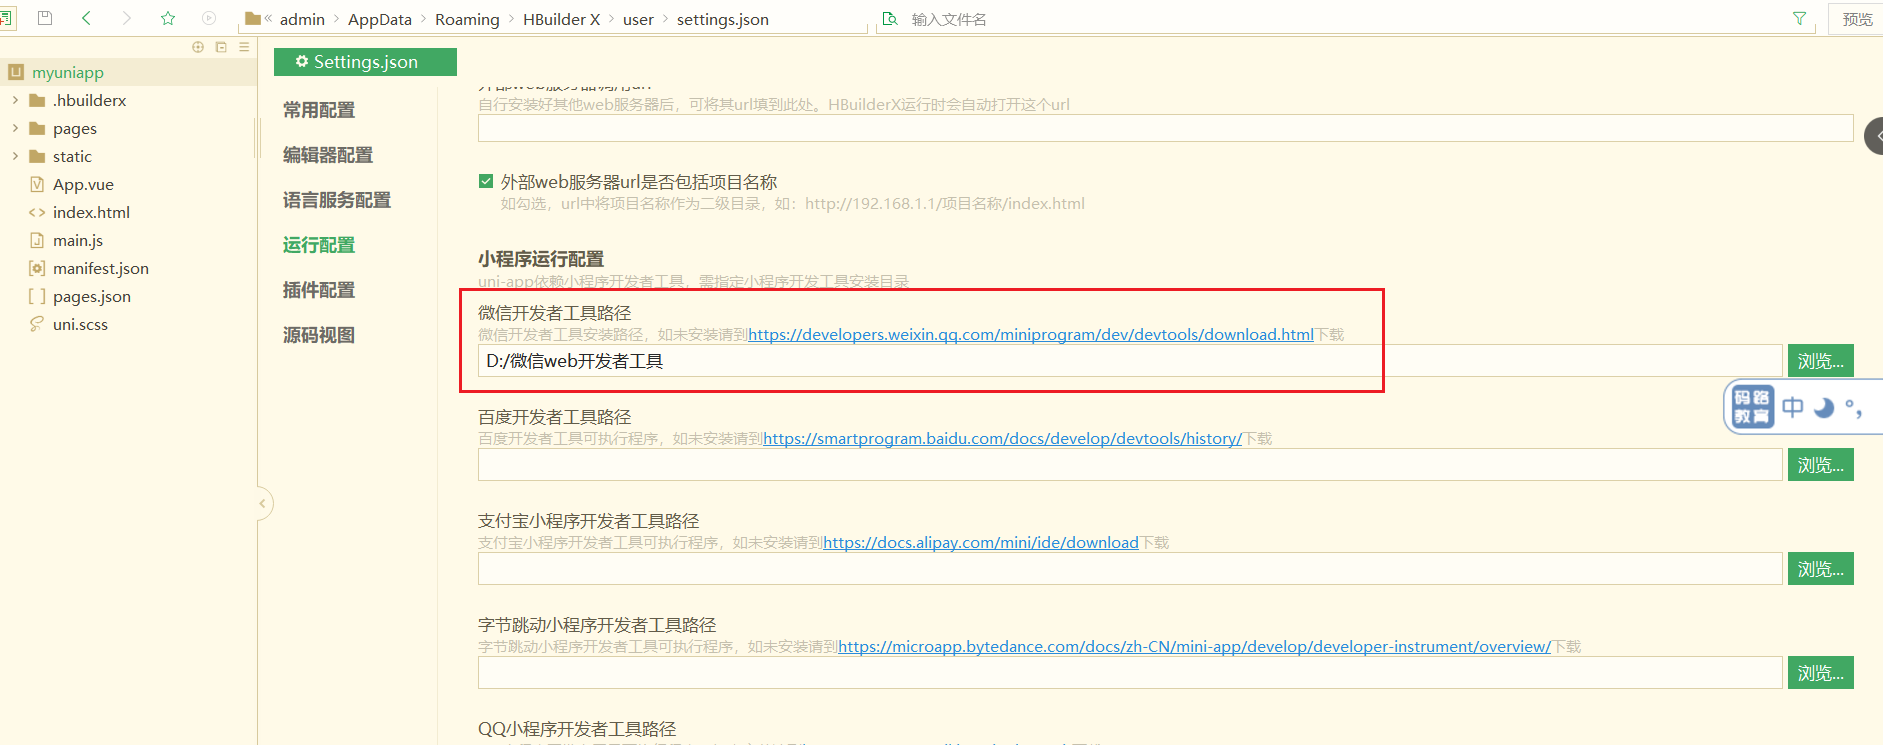 admin > AppData > Roaming > HBuilder X > user > settings.json
输入文件名
预览
myuniapp
.hbuilderx
pages
static
App.vue
index.html
main.js
manifest.json
pages.json
uni.scss
Settings.json
常用配置
编辑器配置
语言服务配置
运行配置
插件配置
源码视图
外部web服务器调用url
自行安装好其他web服务器后，可将其url填到此处。HBuilderX运行时会自动打开这个url
外部web服务器url是否包括项目名称
如勾选，url中将项目名称作为二级目录，如：http://192.168.1.1/项目名称/index.html
小程序运行配置
uni-app依赖小程序开发者工具，需指定小程序开发工具安装目录
微信开发者工具路径
微信开发者工具安装路径，如未安装请到https://developers.weixin.qq.com/miniprogram/dev/devtools/download.html下载
D:/微信web开发者工具
浏览...
百度开发者工具路径
百度开发者工具可执行程序，如未安装请到https://smartprogram.baidu.com/docs/develop/devtools/history/下载
浏览...
支付宝小程序开发者工具路径
支付宝小程序开发者工具可执行程序，如未安装请到https://docs.alipay.com/mini/ide/download下载
浏览...
字节跳动小程序开发者工具路径
字节跳动小程序开发者工具可执行程序，如未安装请到https://microapp.bytedance.com/docs/zh-CN/mini-app/develop/developer-instrument/overview/下载
浏览...
QQ小程序开发者工具路径
码路教育
中